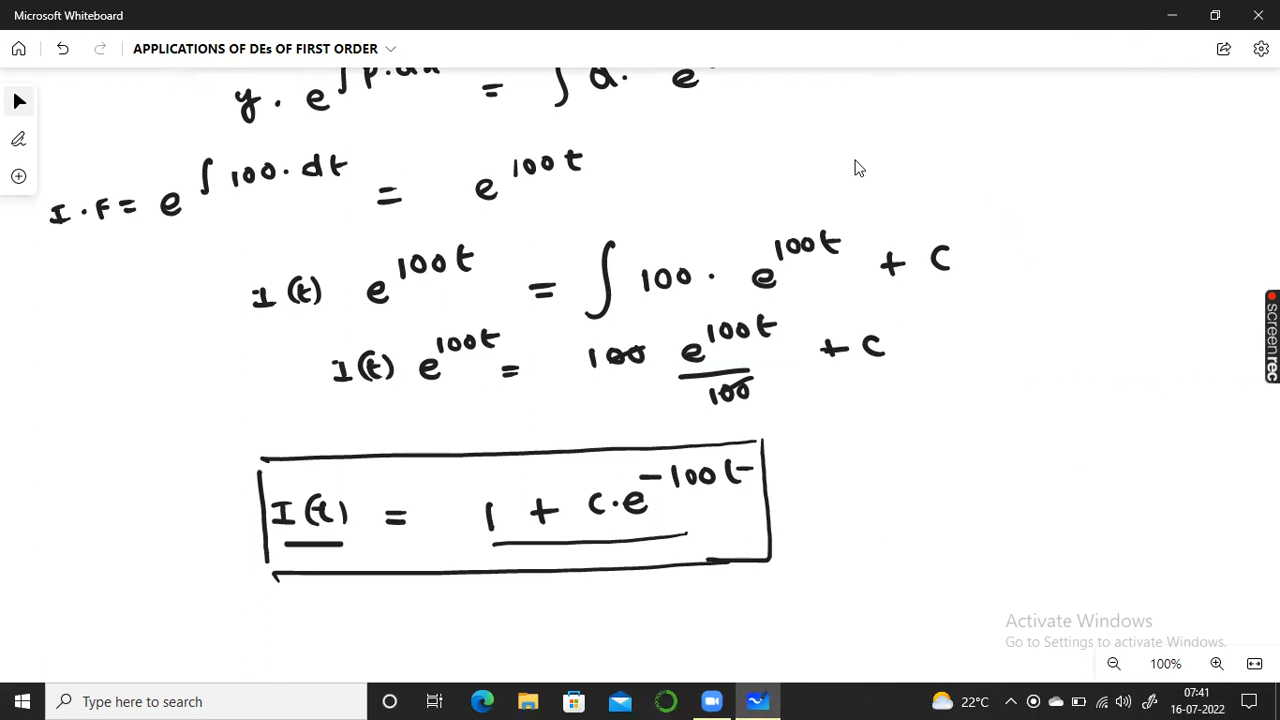 Microsoft Whiteboard
APPLICATIONS OF DEs OF FIRST ORDER
y · e^{∫P·dx} = ∫Q· e
I·F = e^{∫100·dt} = e^{100t}
I(t) e^{100t} = ∫100 · e^{100t} + C
I(t) e^{100t} = 100 e^{100t}/100 + C
I(t) = 1 + C·e^{-100t}
screenrec
Activate Windows
Go to Settings to activate Windows.
100%
Type here to search
22°C
07:41
16-07-2022